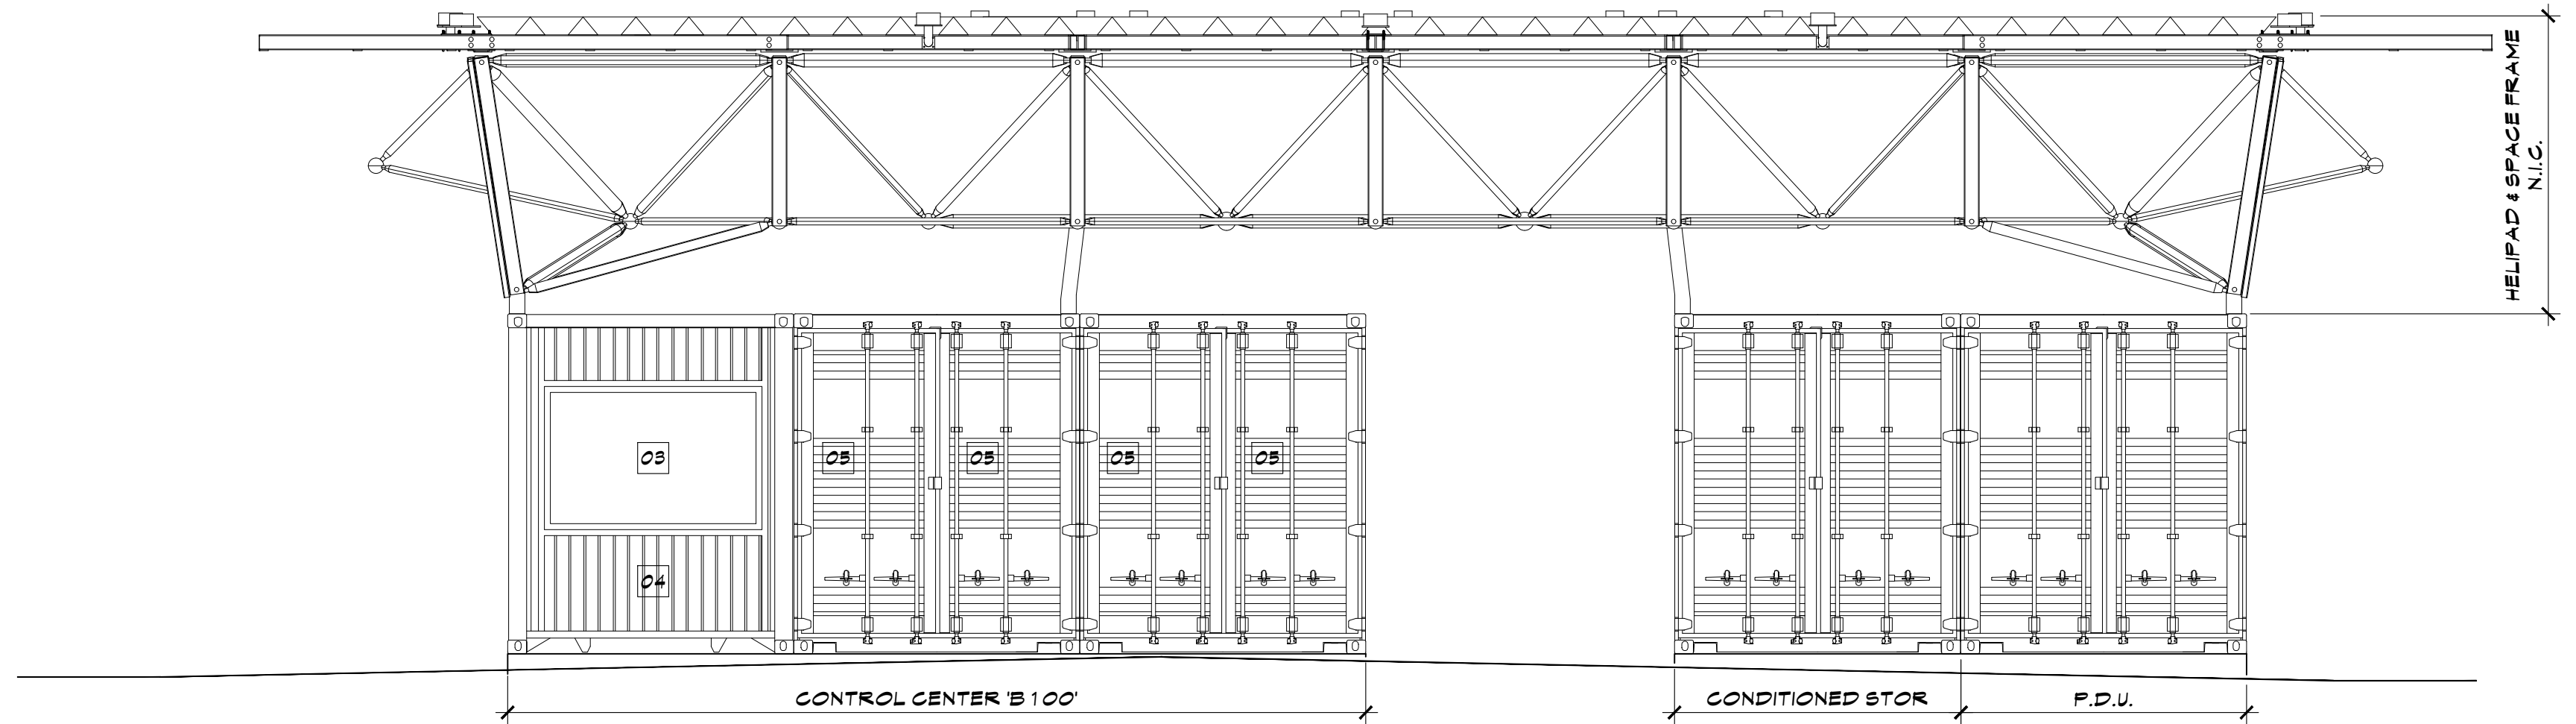 HELIPAD & SPACE FRAME
N.I.C.
03
05
05
05
05
04
CONTROL CENTER 'B100'
CONDITIONED STOR
P.D.U.